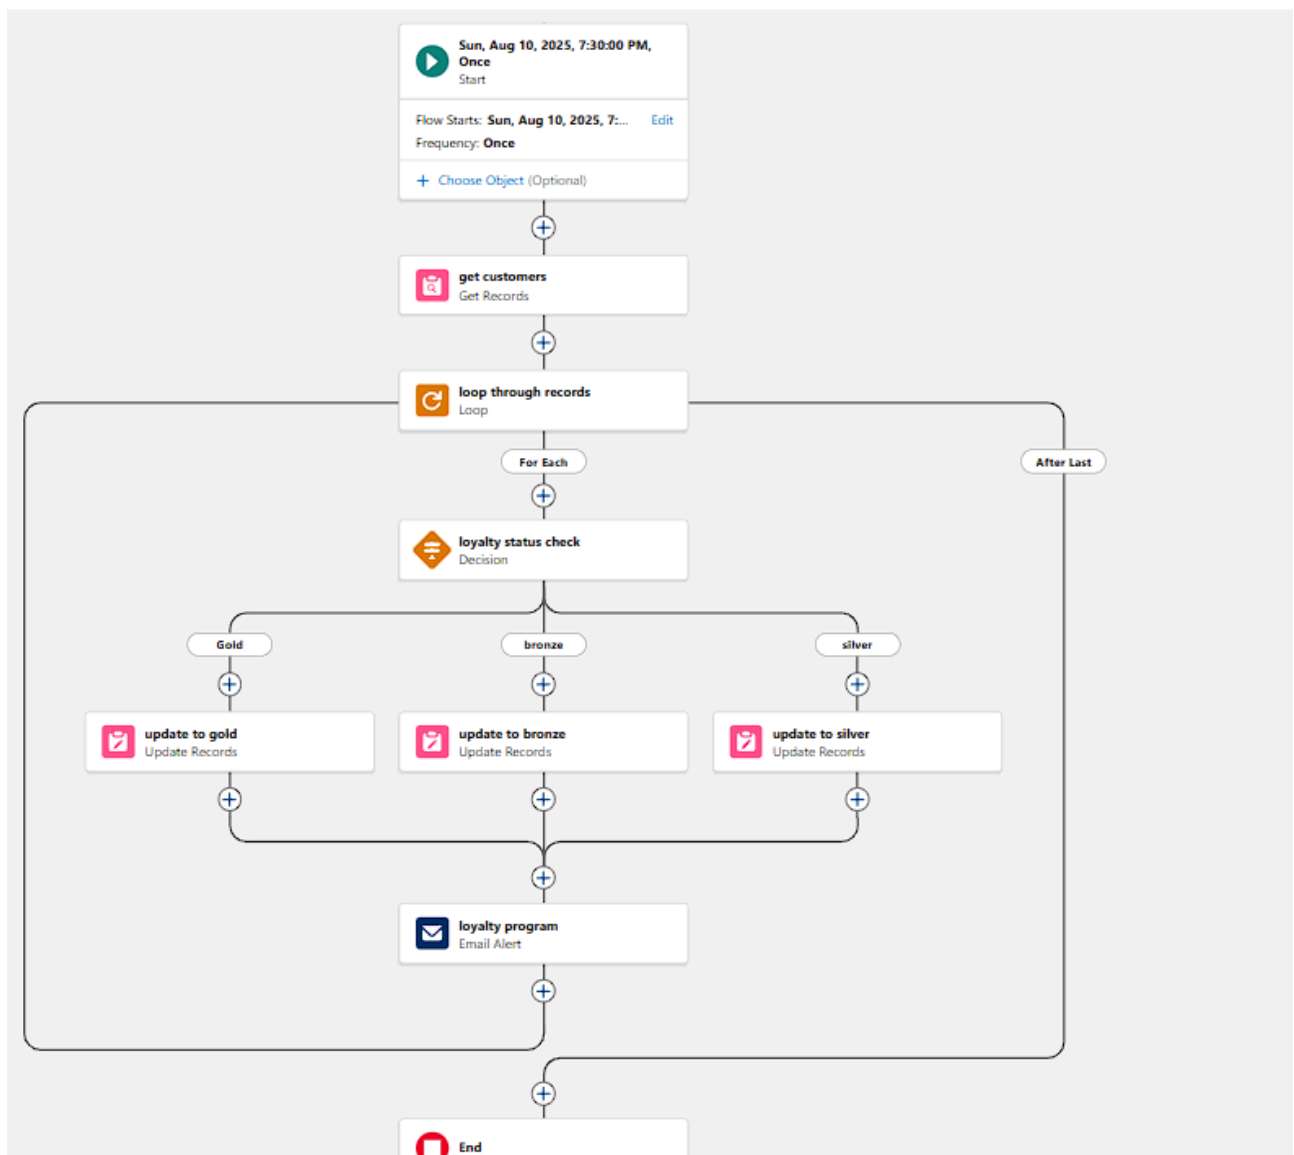 Sun, Aug 10, 2025, 7:30:00 PM,
Once
Start
Flow Starts: Sun, Aug 10, 2025, 7:... Edit
Frequency: Once
+ Choose Object (Optional)
get customers
Get Records
loop through records
Loop
For Each
After Last
loyalty status check
Decision
Gold
bronze
silver
update to gold
Update Records
update to bronze
Update Records
update to silver
Update Records
loyalty program
Email Alert
End